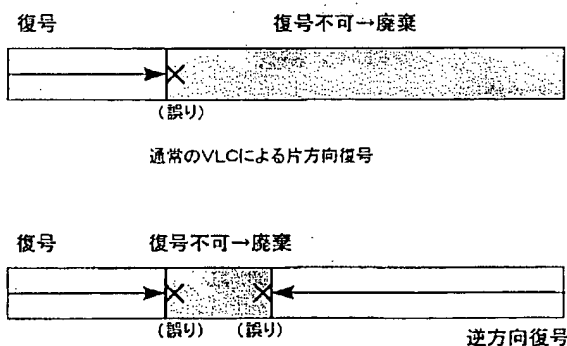 復号 復号不可→廃棄
(誤り)
通常のVLCによる片方向復号
復号 復号不可→廃棄
(誤り) (誤り)
逆方向復号